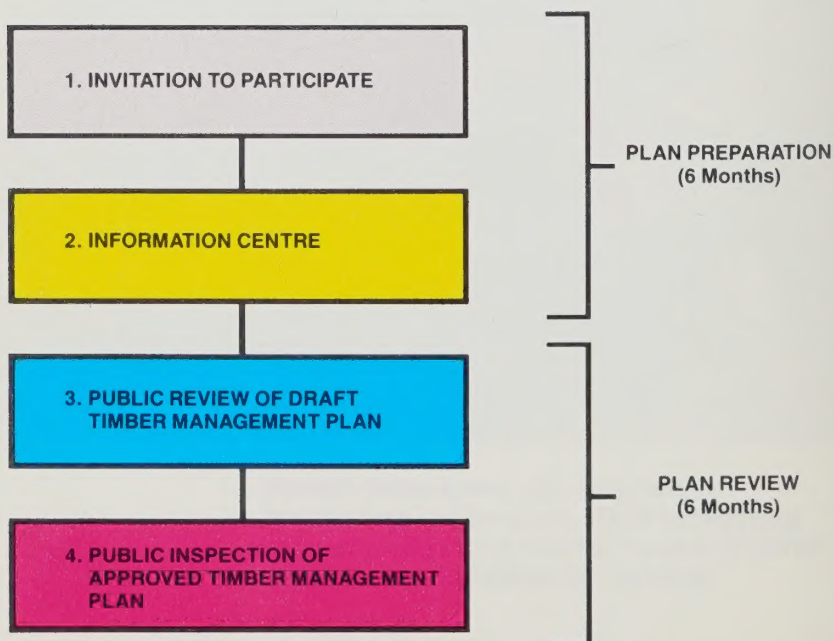 1. INVITATION TO PARTICIPATE
PLAN PREPARATION
(6 Months)
2. INFORMATION CENTRE
3. PUBLIC REVIEW OF DRAFT
TIMBER MANAGEMENT PLAN
PLAN REVIEW
(6 Months)
4. PUBLIC INSPECTION OF
APPROVED TIMBER MANAGEMENT
PLAN